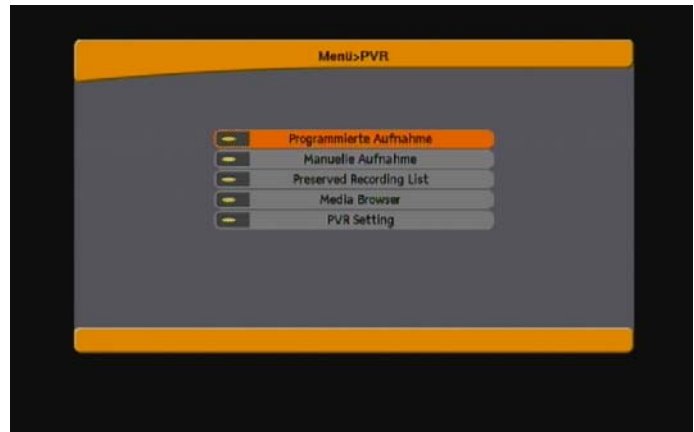 Menü>PVR
Programmierte Aufnahme
Manuelle Aufnahme
Preserved Recording List
Media Browser
PVR Setting